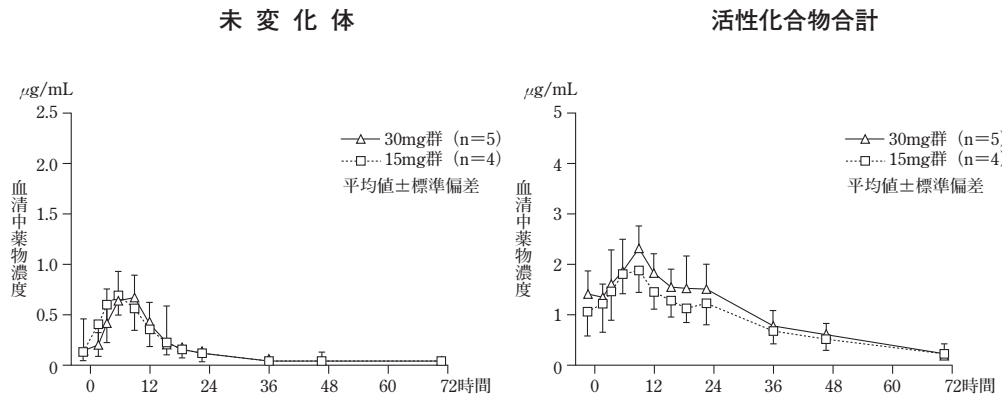 未変化体
μg/mL
2.5
2.0
1.5
1.0
0.5
0
血清中薬物濃度
30mg群（n＝5）
15mg群（n＝4）
平均値±標準偏差
0 12 24 36 48 60 72時間
活性化合物合計
μg/mL
5
4
3
2
1
0
血清中薬物濃度
30mg群（n＝5）
15mg群（n＝4）
平均値±標準偏差
0 12 24 36 48 60 72時間